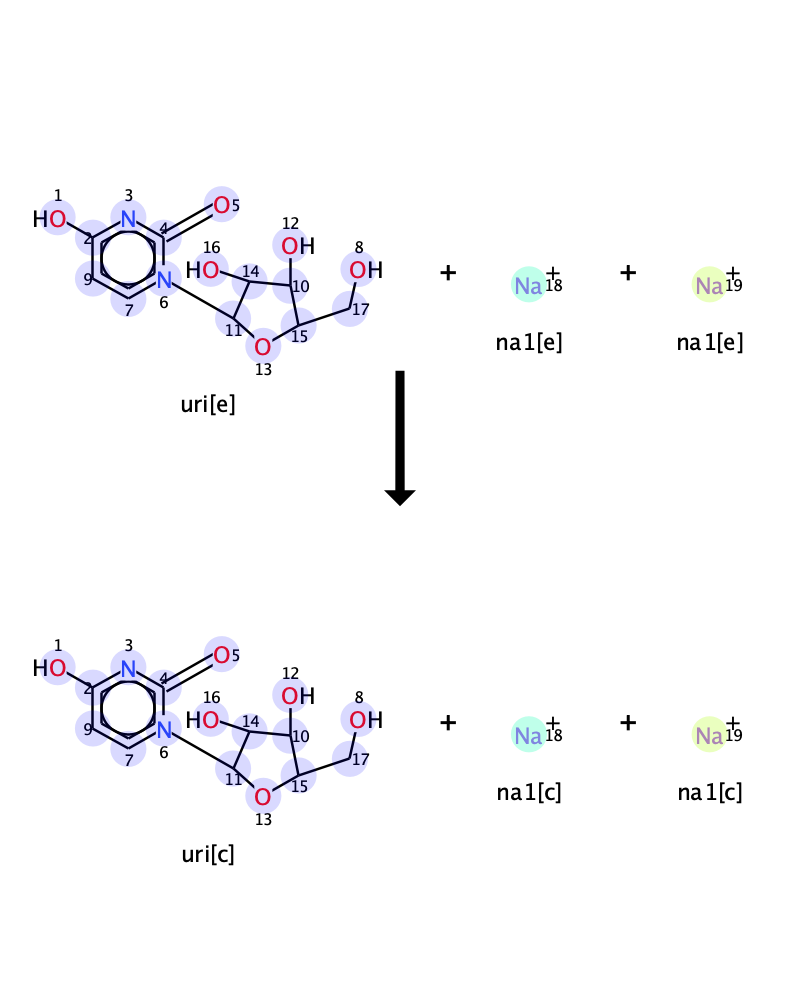 1 3 5
HO N 4 O
2 12
16 OH 8
HO 14 OH
9 N 10 + Na + 18 + Na + 19
7 6 17
11 15
O na1[e] na1[e]
13
uri[e]
1 3 5
HO N 4 O
2 12
16 OH 8
HO 14 OH
9 N 10 + Na + 18 + Na + 19
7 6 17
11 15
O na1[c] na1[c]
13
uri[c]